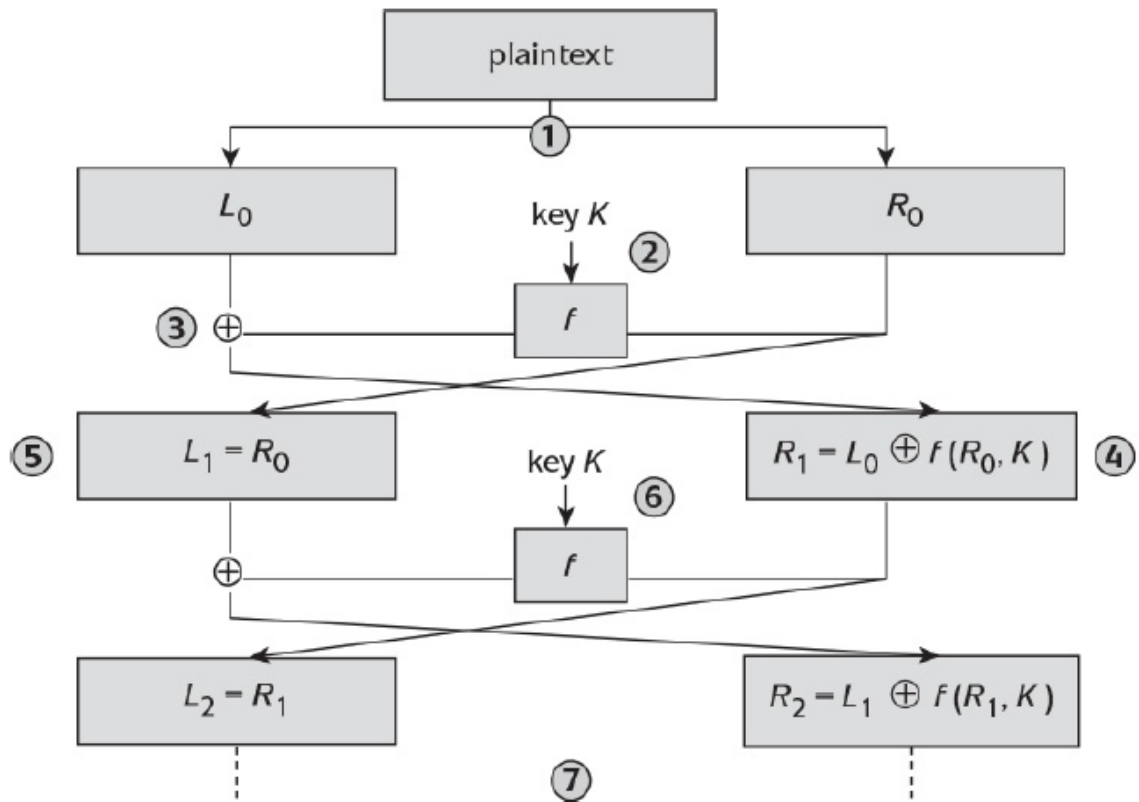 plaintext
1
L0 R0
key K
2
f
3
⊕
5
L1 = R0
R1 = L0 ⊕ f(R0, K)
4
key K
6
f
⊕
L2 = R1
R2 = L1 ⊕ f(R1, K)
7